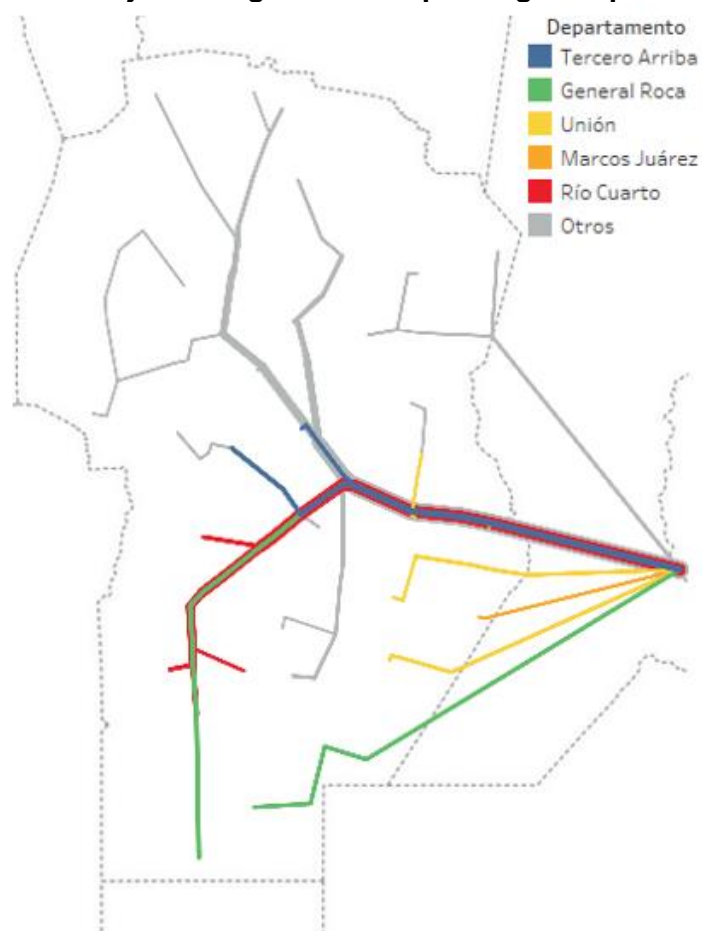 Departamento
Tercero Arriba
General Roca
Unión
Marcos Juárez
Río Cuarto
Otros